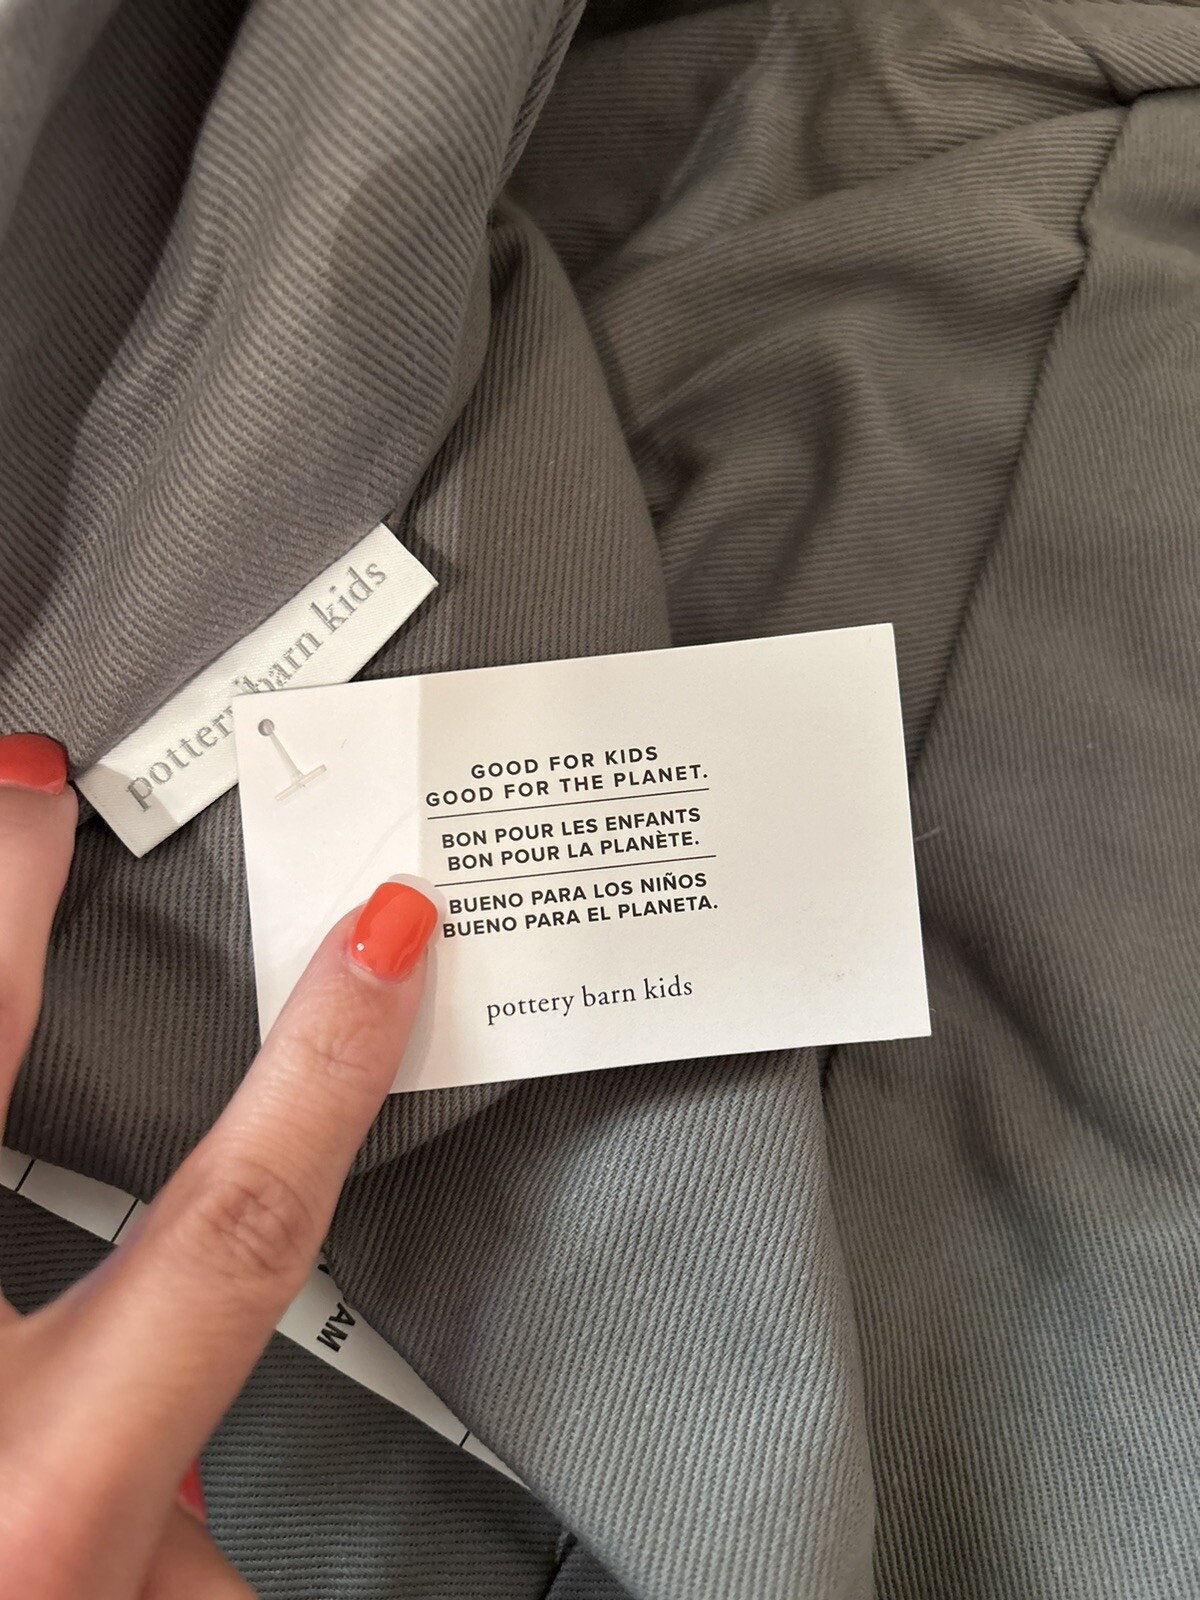 pottery barn kids
GOOD FOR KIDS
GOOD FOR THE PLANET.
BON POUR LES ENFANTS
BON POUR LA PLANÈTE.
BUENO PARA LOS NIÑOS
BUENO PARA EL PLANETA.
pottery barn kids